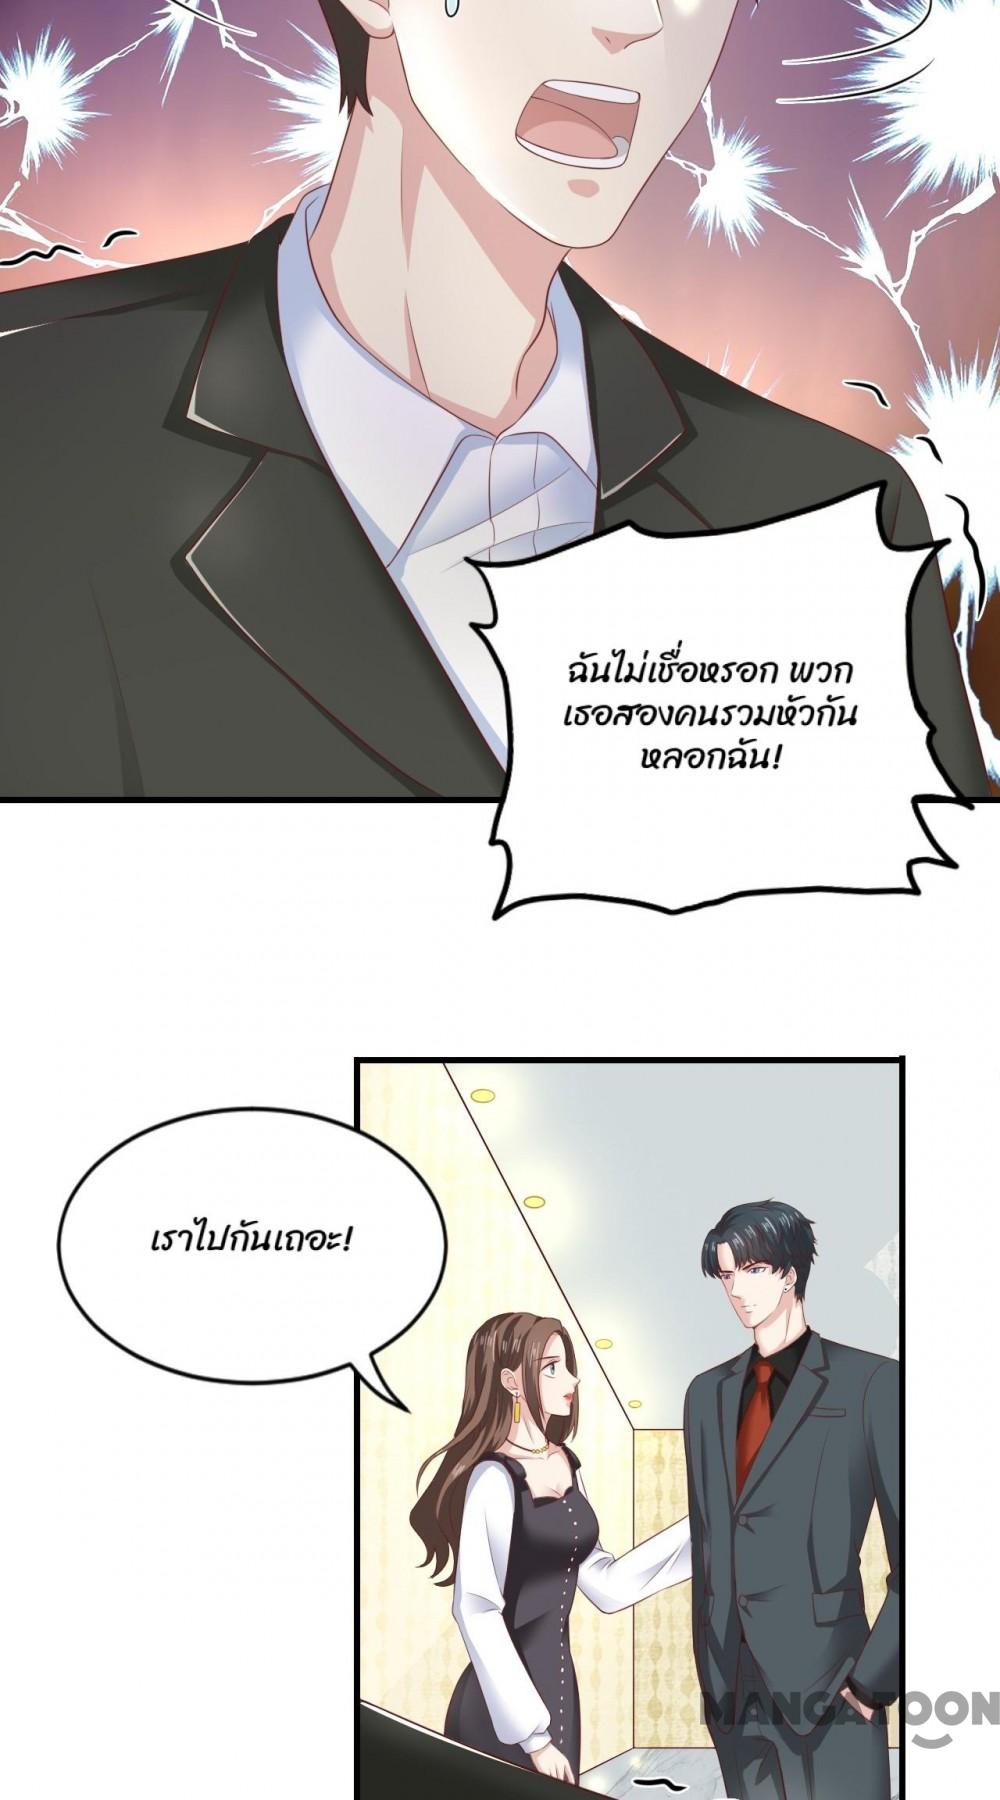 ฉันไม่เชื่อหรอก พวก
เธอสองคนรวมหัวกัน
หลอกฉัน!
เราไปกันเถอะ!
MANGATOON